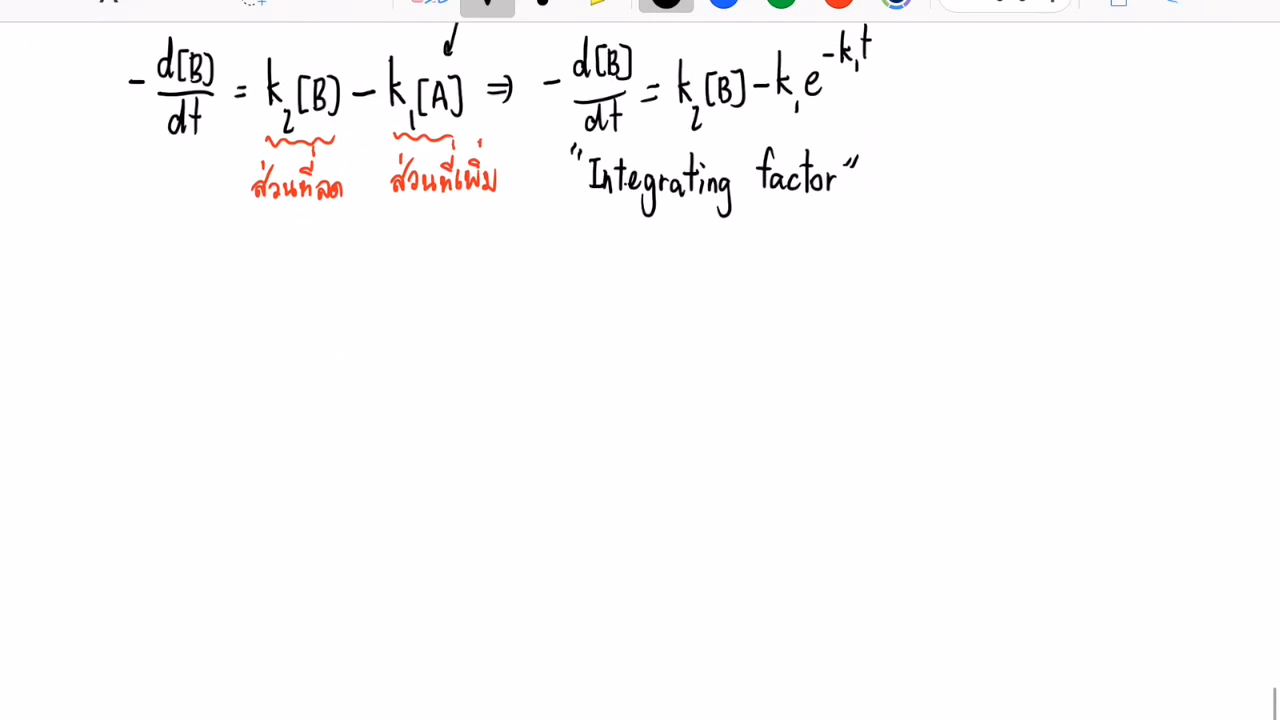 - d[B]/dt = k₂[B] - k₁[A] ⇒ - d[B]/dt = k₂[B] - k₁e^(-k₁t)
ส่วนที่ลด ส่วนที่เพิ่ม "Integrating factor"